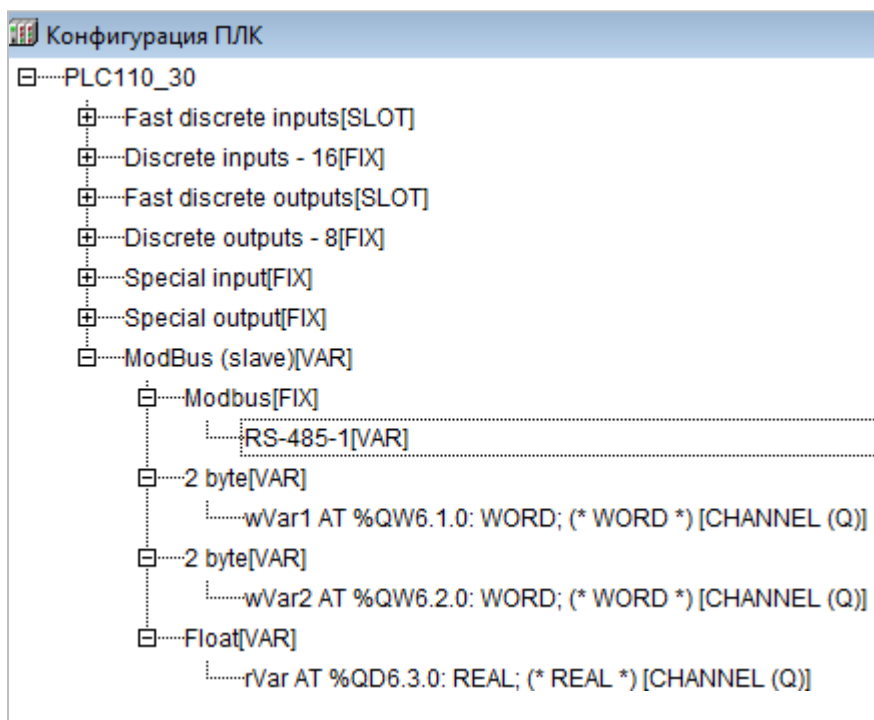 Конфигурация ПЛК
PLC110_30
Fast discrete inputs[SLOT]
Discrete inputs - 16[FIX]
Fast discrete outputs[SLOT]
Discrete outputs - 8[FIX]
Special input[FIX]
Special output[FIX]
ModBus (slave)[VAR]
Modbus[FIX]
RS-485-1[VAR]
2 byte[VAR]
wVar1 AT %QW6.1.0: WORD; (* WORD *) [CHANNEL (Q)]
2 byte[VAR]
wVar2 AT %QW6.2.0: WORD; (* WORD *) [CHANNEL (Q)]
Float[VAR]
rVar AT %QD6.3.0: REAL; (* REAL *) [CHANNEL (Q)]